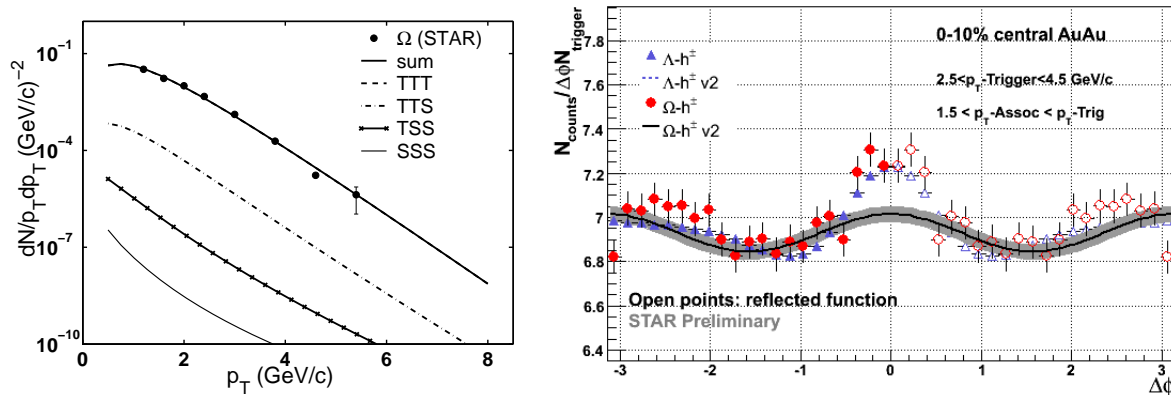 10^−1
10^−4
10^−7
10^−10
dN/p_Tdp_T (GeV/c)^−2
0
2
4
6
8
p_T (GeV/c)
Ω (STAR)
sum
TTT
TTS
TSS
SSS
7.8
7.6
7.4
7.2
7
6.8
6.6
6.4
N_counts/ΔϕN_trigger
Λ-h^±
Λ-h^± v2
Ω-h^±
Ω-h^± v2
0-10% central AuAu
2.5<p_T-Trigger<4.5 GeV/c
1.5 < p_T-Assoc < p_T-Trig
Open points: reflected function
STAR Preliminary
-3
-2
-1
0
1
2
3
Δϕ